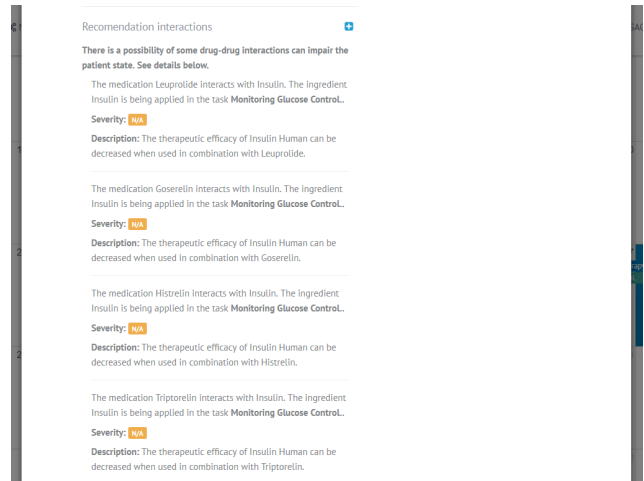 Recomendation interactions
There is a possibility of some drug-drug interactions can impair the
patient state. See details below.
The medication Leuprolide interacts with Insulin. The ingredient
Insulin is being applied in the task Monitoring Glucose Control..
Severity: N/A
Description: The therapeutic efficacy of Insulin Human can be
decreased when used in combination with Leuprolide.
The medication Goserelin interacts with Insulin. The ingredient
Insulin is being applied in the task Monitoring Glucose Control..
Severity: N/A
Description: The therapeutic efficacy of Insulin Human can be
decreased when used in combination with Goserelin.
The medication Histrelin interacts with Insulin. The ingredient
Insulin is being applied in the task Monitoring Glucose Control..
Severity: N/A
Description: The therapeutic efficacy of Insulin Human can be
decreased when used in combination with Histrelin.
The medication Triptorelin interacts with Insulin. The ingredient
Insulin is being applied in the task Monitoring Glucose Control..
Severity: N/A
Description: The therapeutic efficacy of Insulin Human can be
decreased when used in combination with Triptorelin.